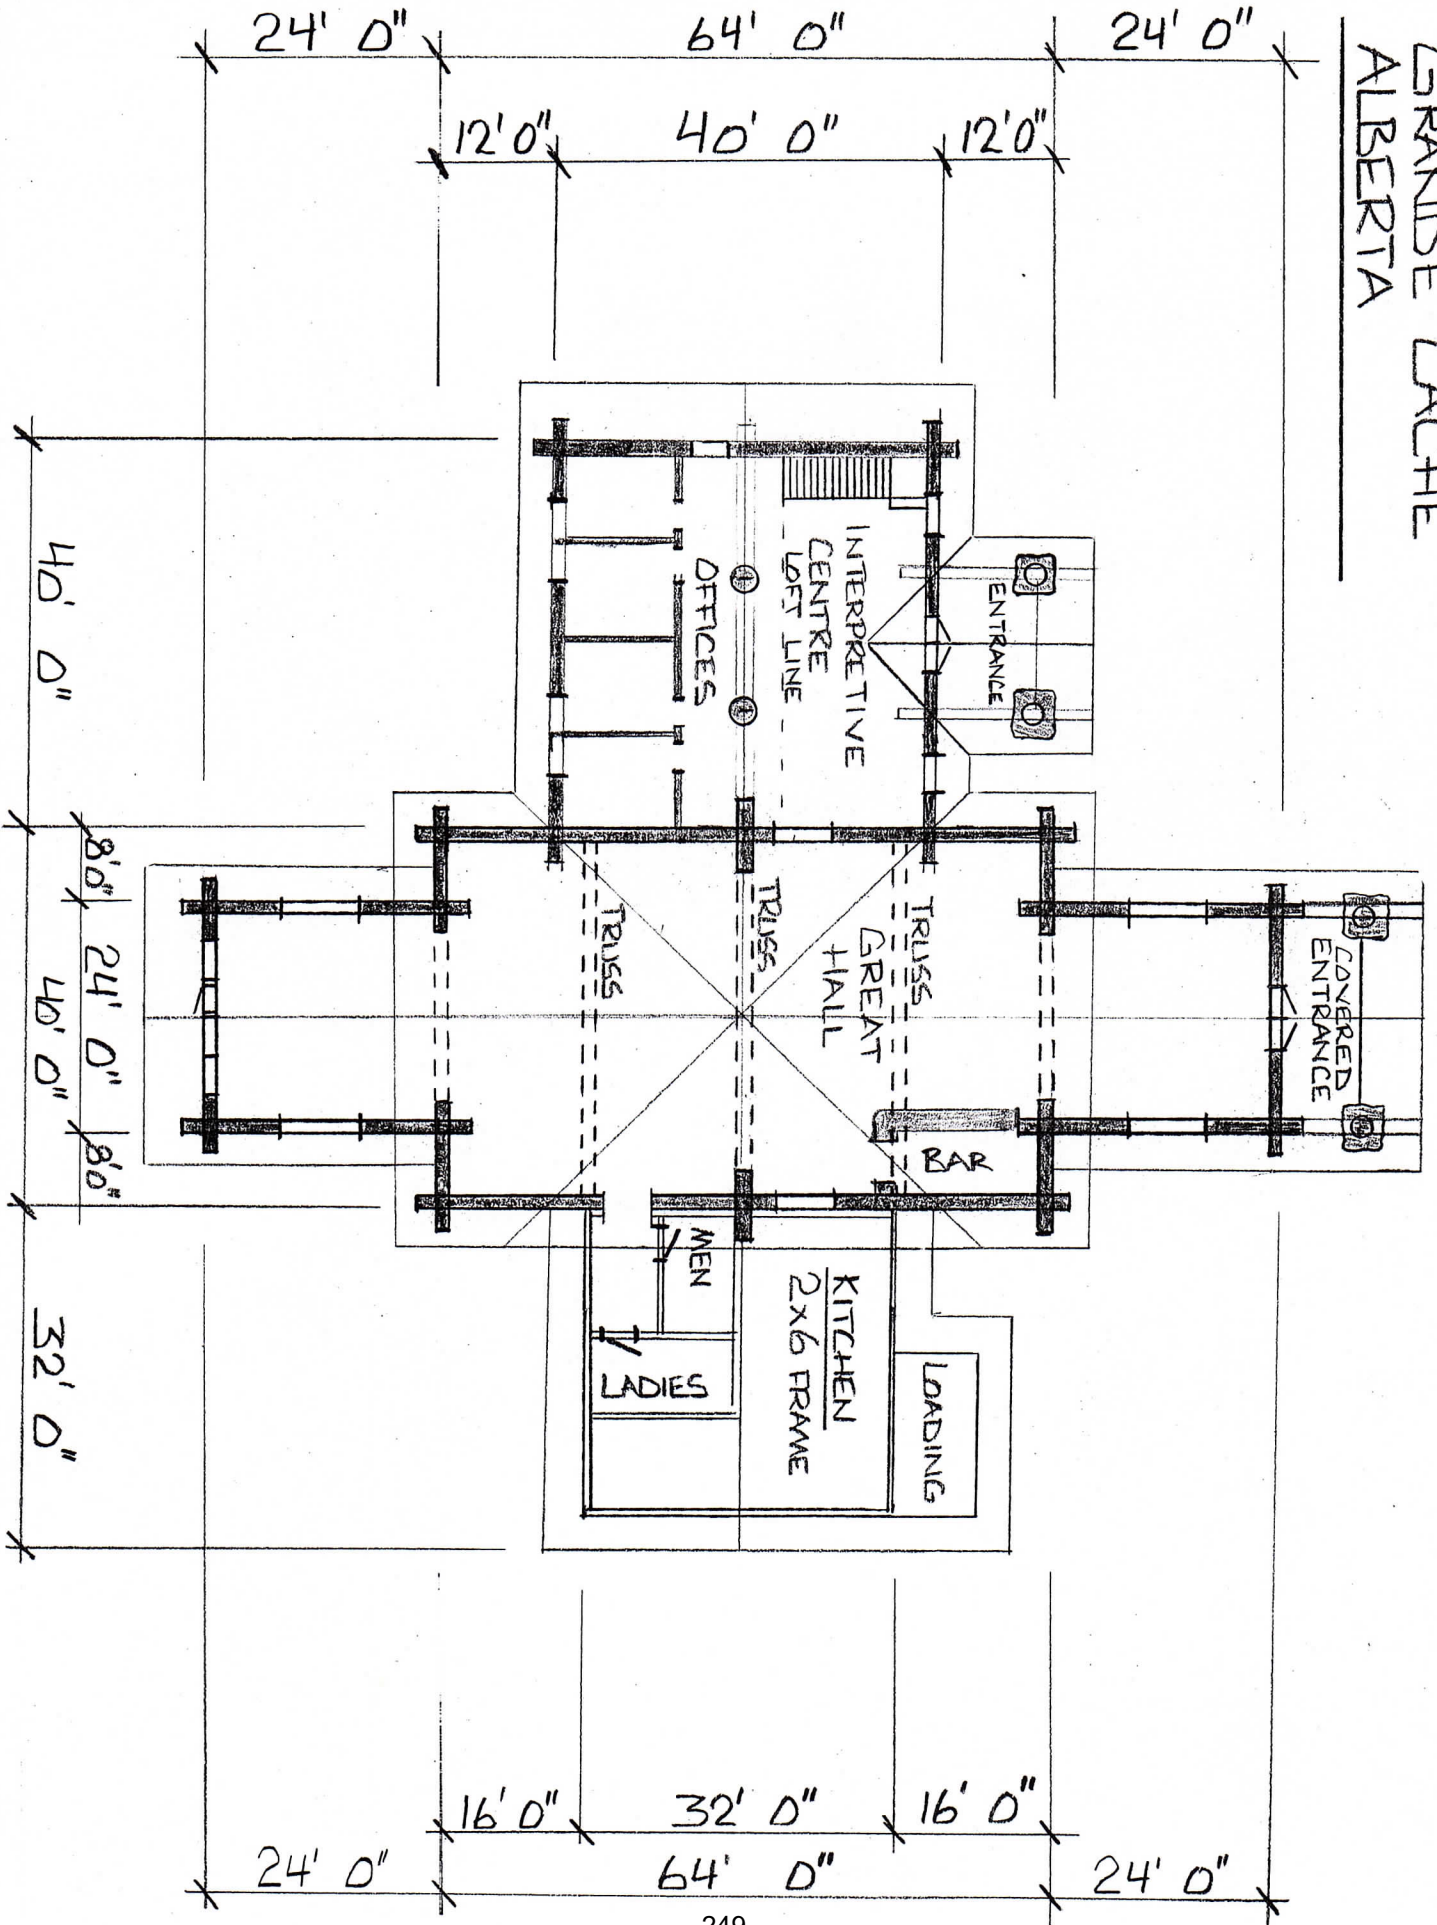 GRANDE CACHE
ALBERTA
24' 0"
64' 0"
24' 0"
12'0"
40' 0"
12'0"
INTERPRETIVE
CENTRE
LOFT LINE
OFFICES
ENTRANCE
40' 0"
8'0"
24' 0"
8'0"
40' 0"
32' 0"
TRUSS
TRUSS
TRUSS
GREAT
HALL
COVERED
ENTRANCE
BAR
MEN
LADIES
KITCHEN
2x6 FRAME
LOADING
16' 0"
32' 0"
16' 0"
24' 0"
64' 0"
24' 0"
249